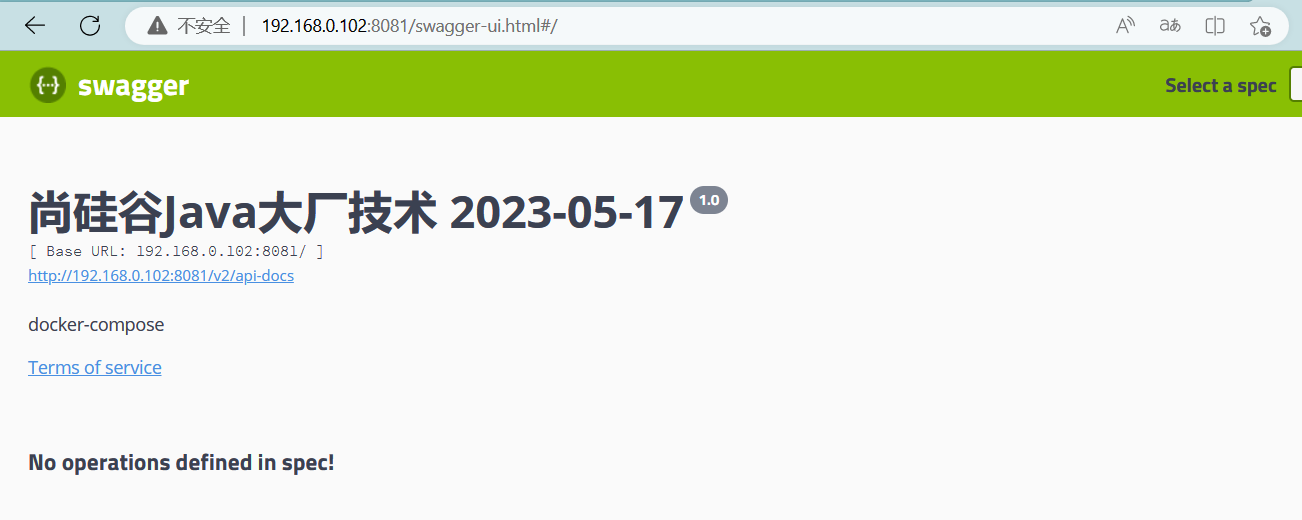 不安全 192.168.0.102:8081/swagger-ui.html#/
swagger
Select a spec
尚硅谷Java大厂技术 2023-05-17 1.0
[ Base URL: 192.168.0.102:8081/ ]
http://192.168.0.102:8081/v2/api-docs
docker-compose
Terms of service
No operations defined in spec!